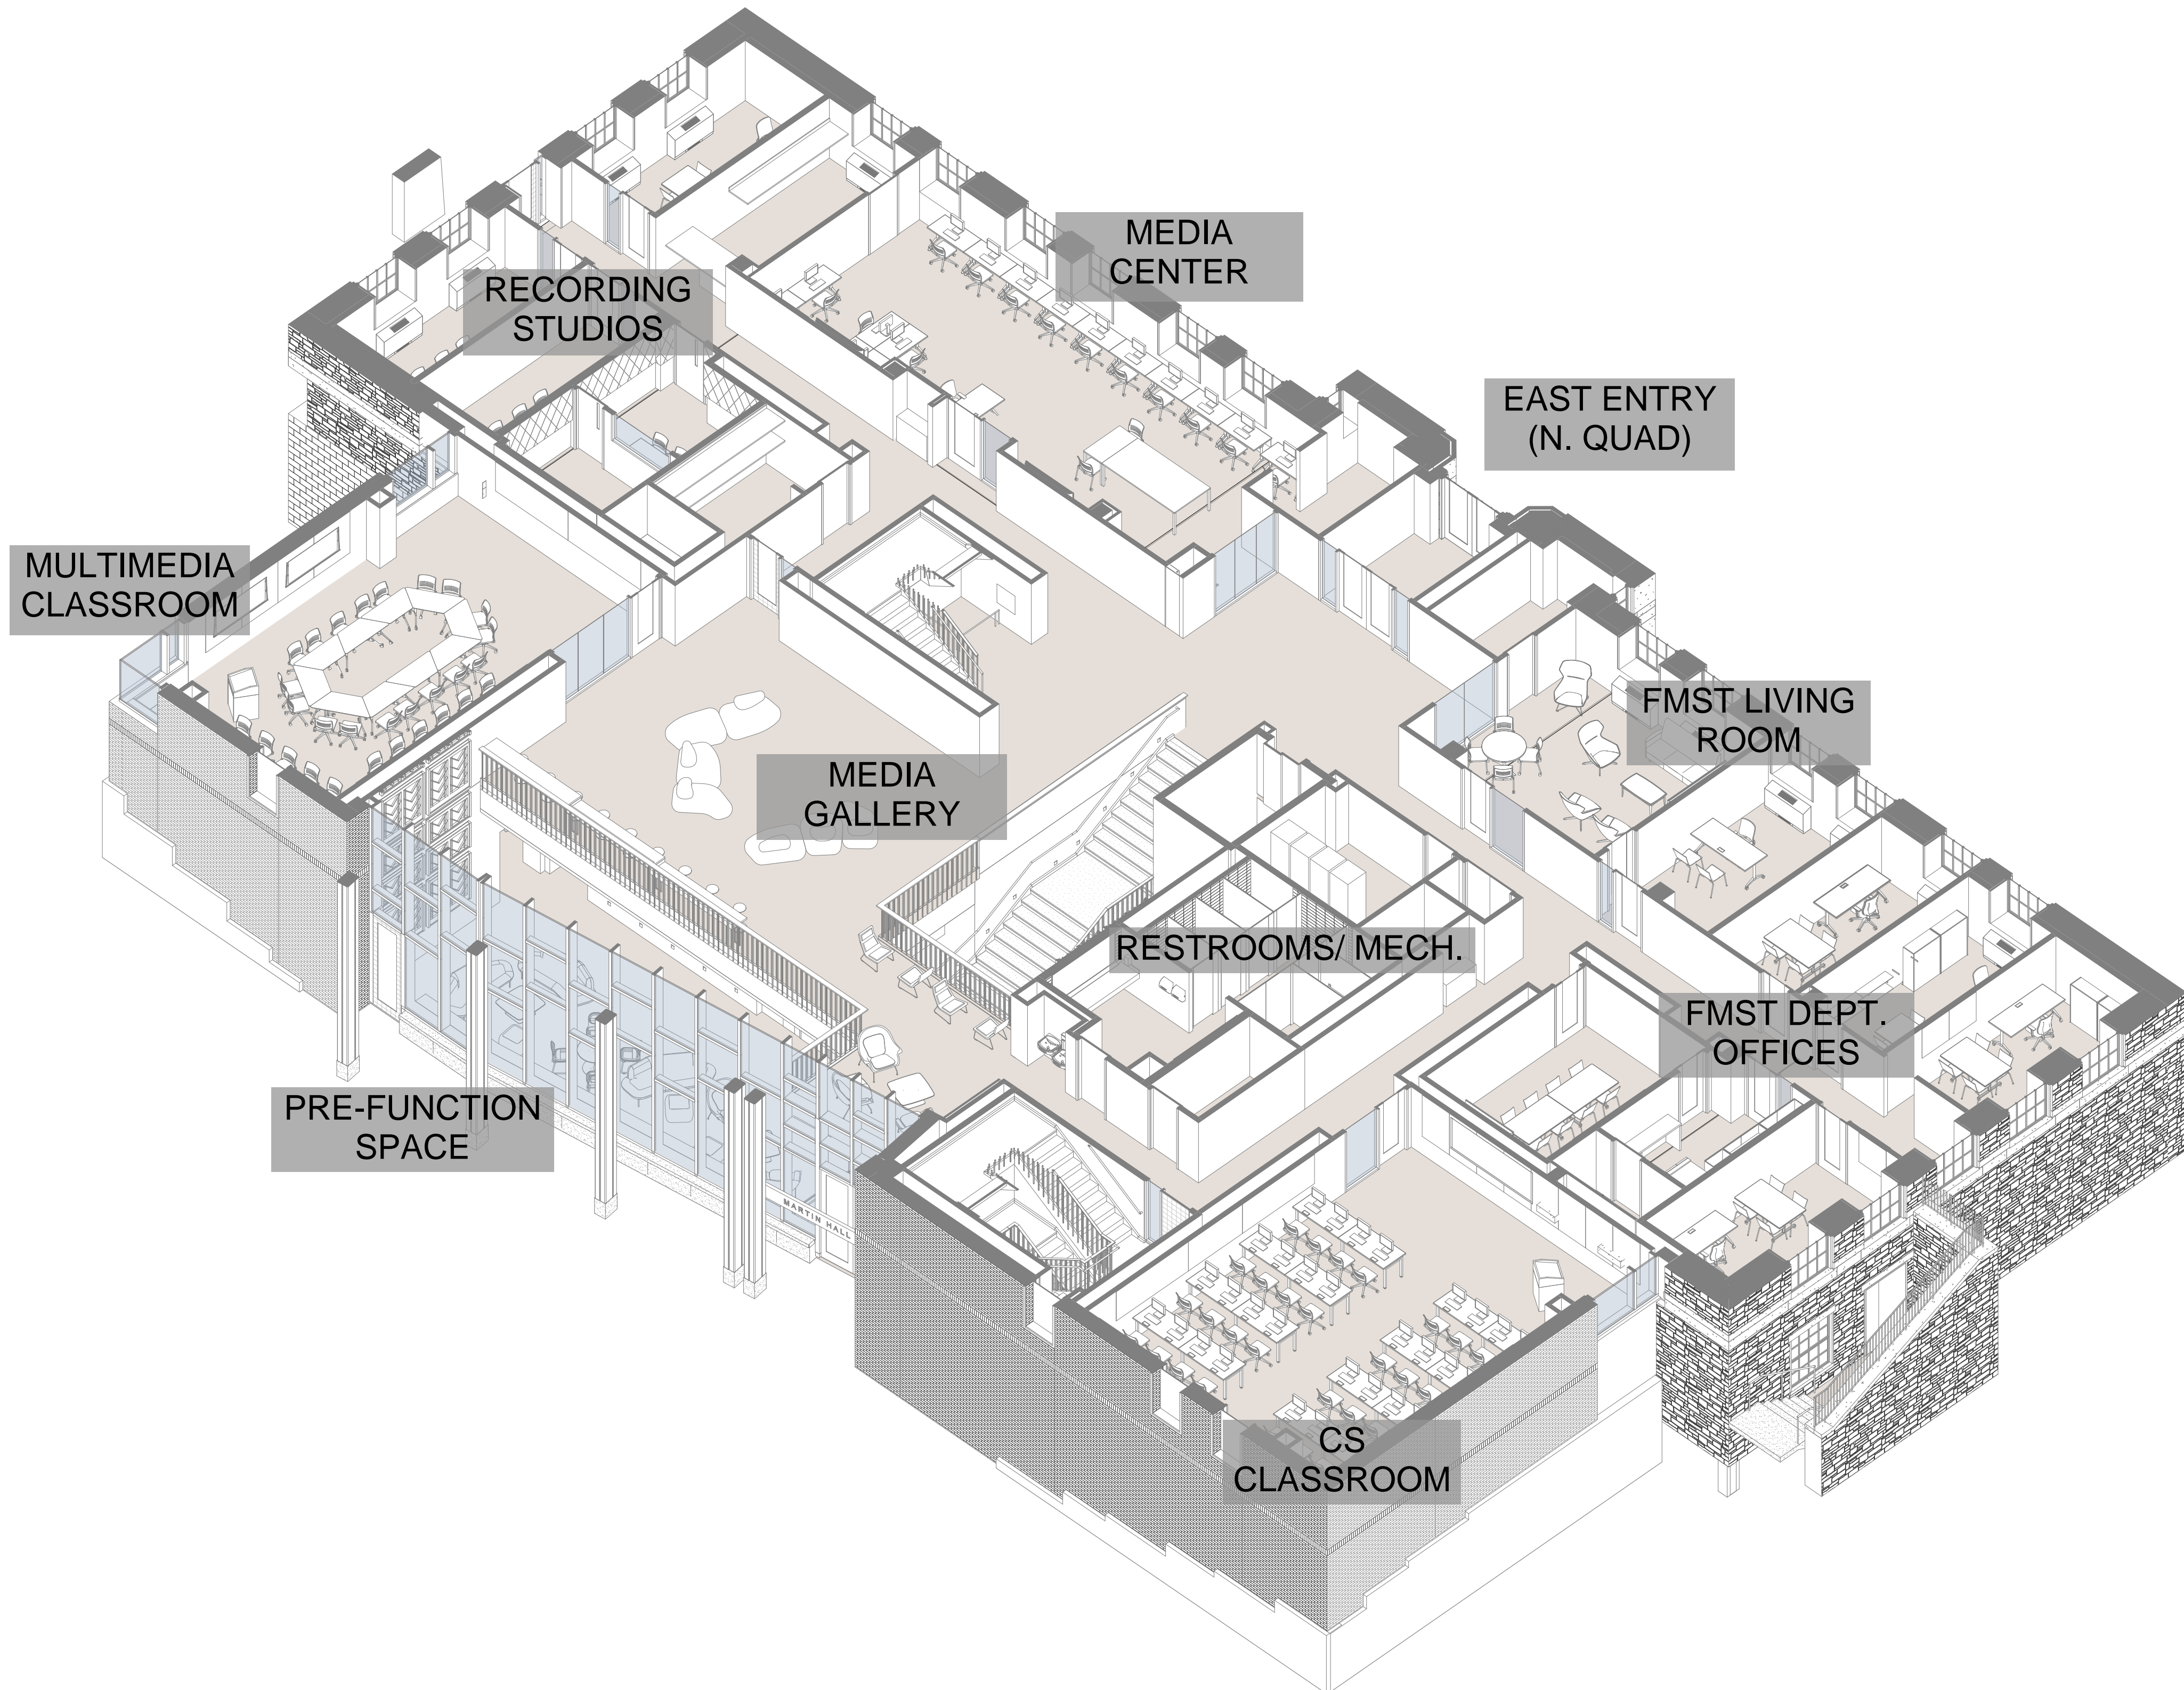 MEDIA
CENTER
RECORDING
STUDIOS
EAST ENTRY
(N. QUAD)
MULTIMEDIA
CLASSROOM
FMST LIVING
ROOM
MEDIA
GALLERY
RESTROOMS/ MECH.
FMST DEPT.
OFFICES
PRE-FUNCTION
SPACE
MARTIN HALL
CS
CLASSROOM